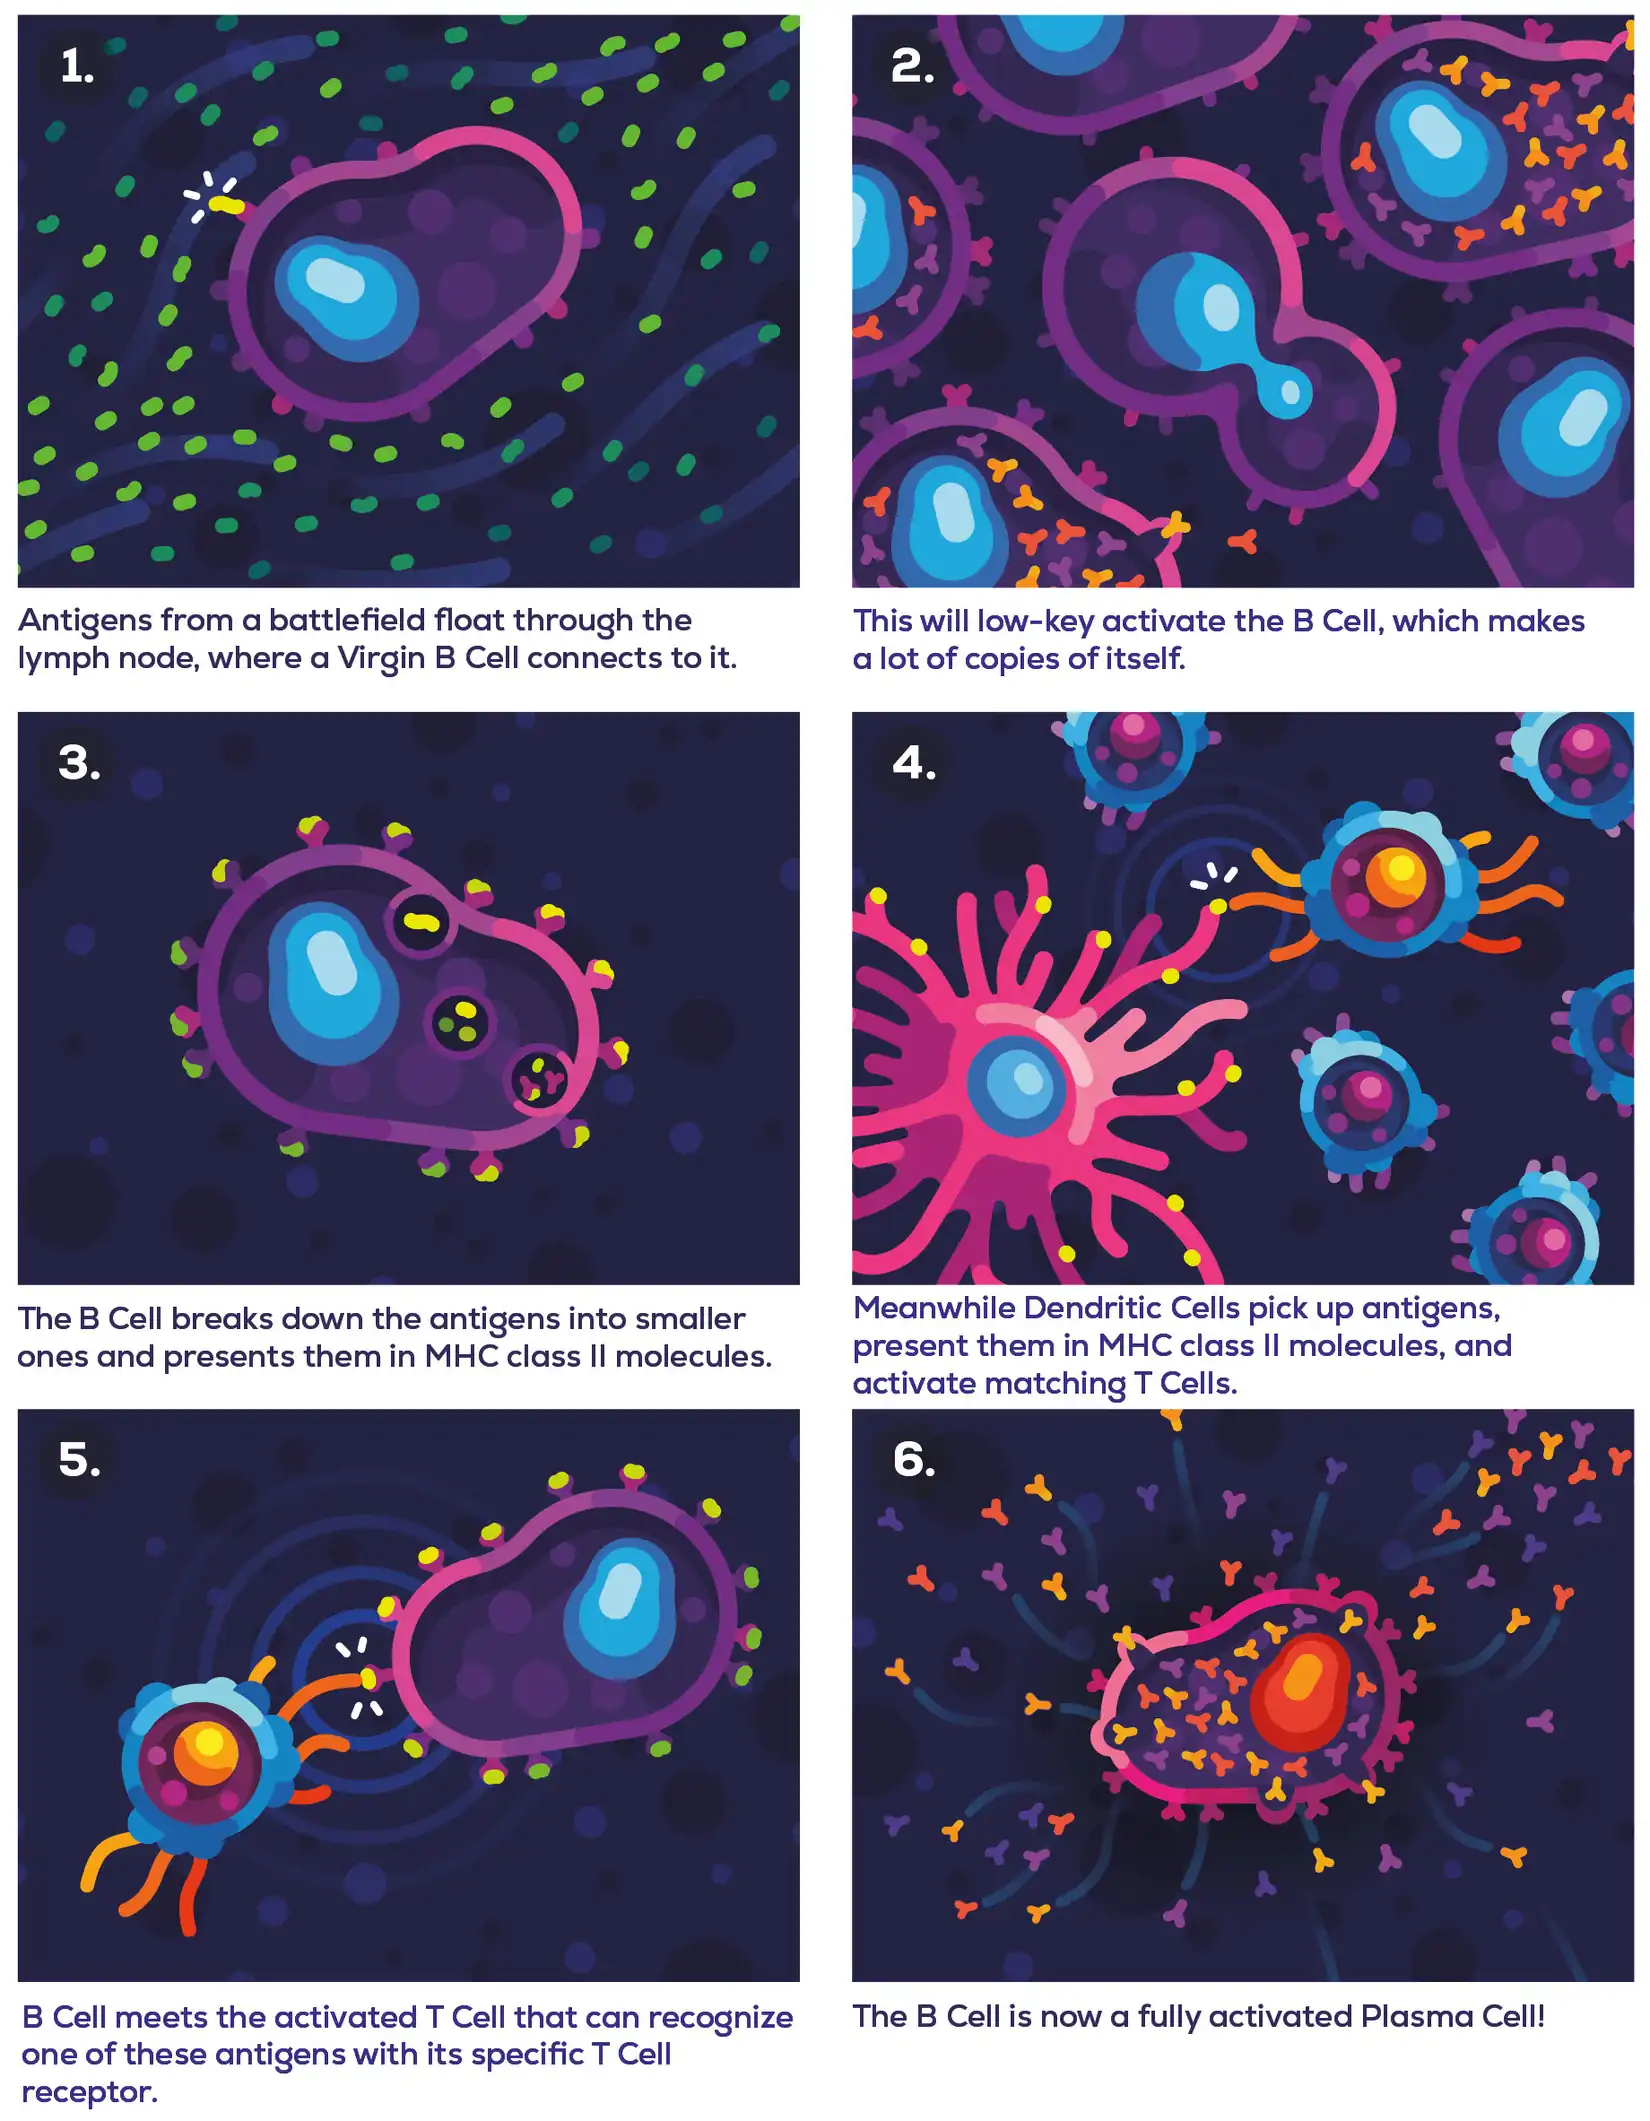 1.
Antigens from a battlefield float through the
lymph node, where a Virgin B Cell connects to it.
2.
This will low-key activate the B Cell, which makes
a lot of copies of itself.
3.
The B Cell breaks down the antigens into smaller
ones and presents them in MHC class II molecules.
4.
Meanwhile Dendritic Cells pick up antigens,
present them in MHC class II molecules, and
activate matching T Cells.
5.
B Cell meets the activated T Cell that can recognize
one of these antigens with its specific T Cell
receptor.
6.
The B Cell is now a fully activated Plasma Cell!